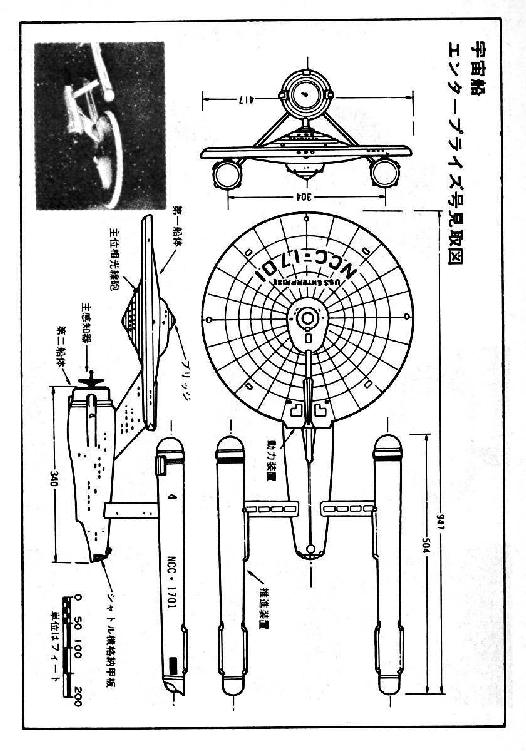 宇宙船
エンタープライズ号見取図
417
304
NCC-1701
U.S.S. ENTERPRISE
947
504
動力装置
推進装置
第一船体
主位相光線砲
ブリッジ
主感知器
第二船体
340
4
NCC・1701
シャトル機格納甲板
0 50 100 200
単位はフィート